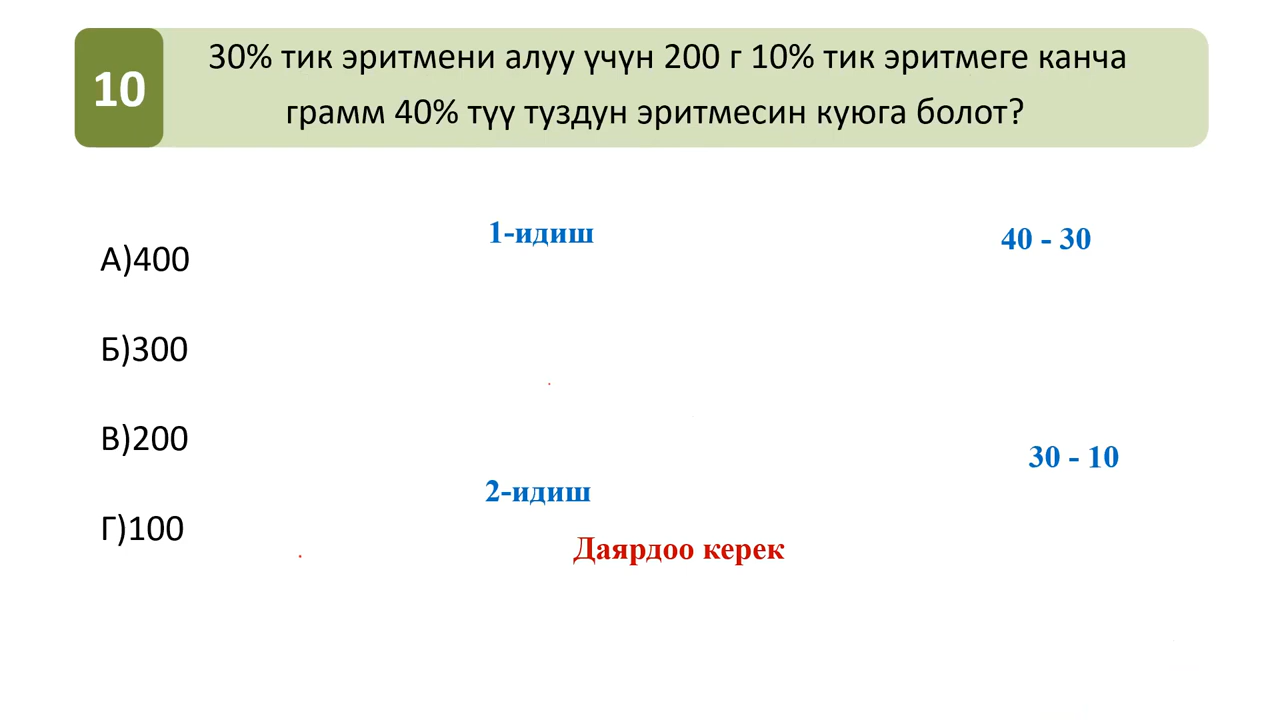 10
30% тик эритмени алуу үчүн 200 г 10% тик эритмеге канча
грамм 40% түү туздун эритмесин куюга болот?
А)400
Б)300
В)200
Г)100
1-идиш
40 - 30
30 - 10
2-идиш
Даярдоо керек